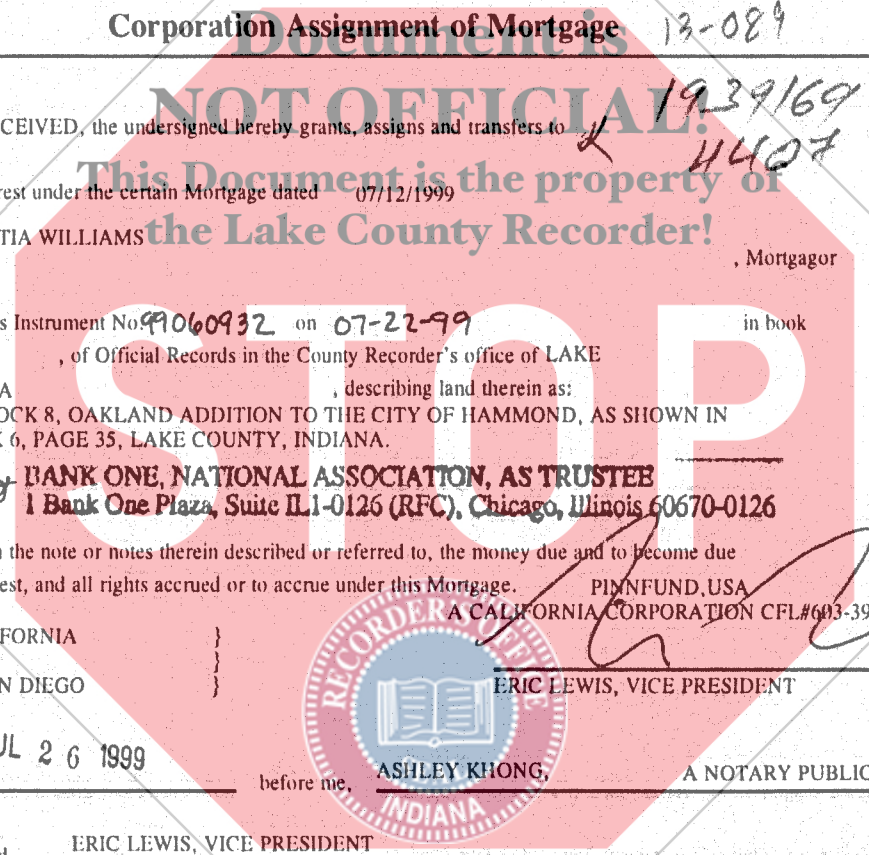 Corporation Assignment of Mortgage 13-089
Document is
NOT OFFICIAL!
1939169
CEIVED, the undersigned hereby grants, assigns and transfers to
4407
This Document is the property of
rest under the certain Mortgage dated 07/12/1999
TIA WILLIAMS
the Lake County Recorder!
, Mortgagor
s Instrument No. 99060932 on 07-22-99 in book
, of Official Records in the County Recorder's office of LAKE
A , describing land therein as:
OCK 8, OAKLAND ADDITION TO THE CITY OF HAMMOND, AS SHOWN IN
K 6, PAGE 35, LAKE COUNTY, INDIANA.
STOP
BANK ONE, NATIONAL ASSOCIATION, AS TRUSTEE
1 Bank One Plaza, Suite IL1-0126 (RFC), Chicago, Illinois 60670-0126
the note or notes therein described or referred to, the money due and to become due
est, and all rights accrued or to accrue under this Mortgage. PINNFUND, USA
A CALIFORNIA CORPORATION CFL#603-39
RECORDER'S OFFICE
FORNIA }
N DIEGO } ERIC LEWIS, VICE PRESIDENT
UL 26 1999
before me, ASHLEY KHONG, A NOTARY PUBLIC
INDIANA
ERIC LEWIS, VICE PRESIDENT